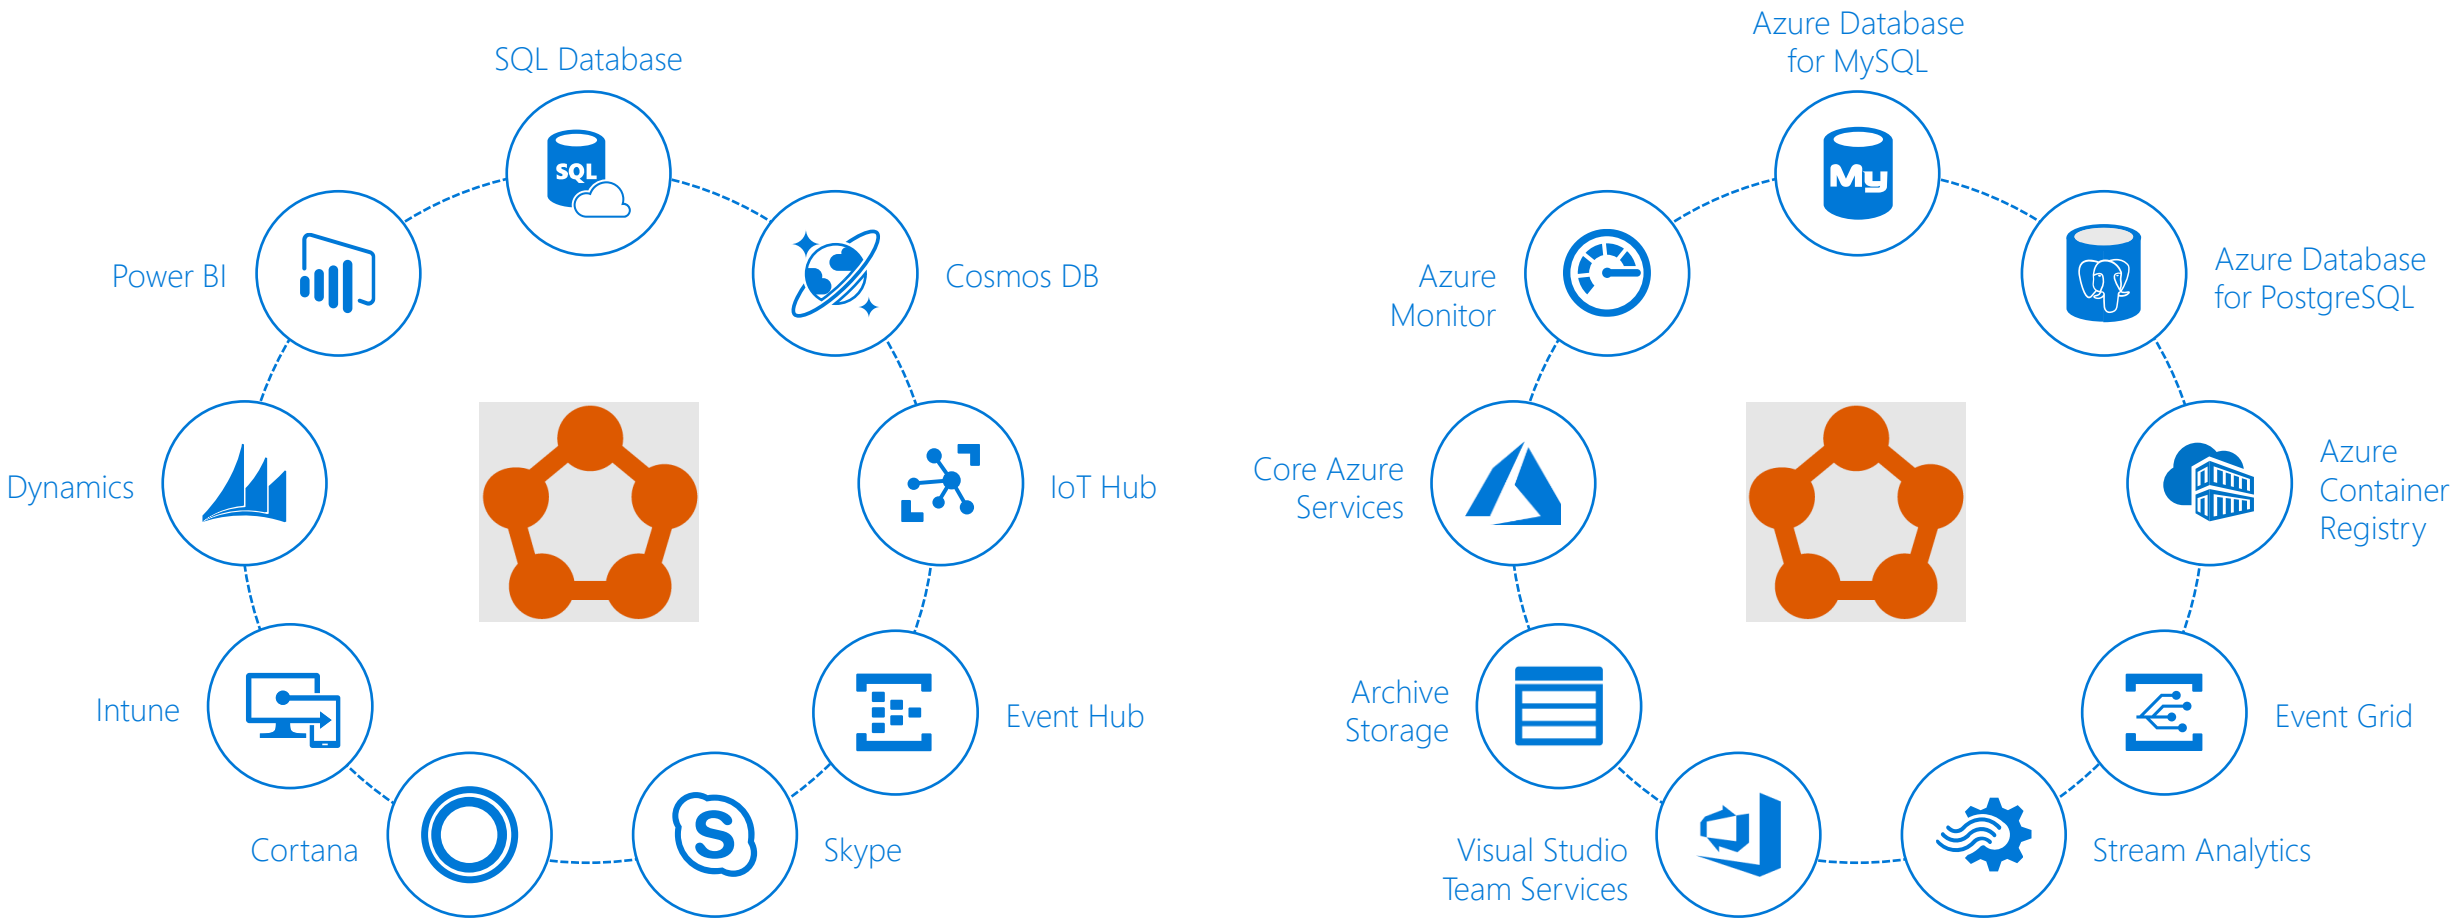 SQL Database
SQL
Power BI
Cosmos DB
Dynamics
IoT Hub
Intune
Event Hub
Cortana
S
Skype
Azure Database
for MySQL
My
Azure
Monitor
Azure Database
for PostgreSQL
Core Azure
Services
Azure
Container
Registry
Archive
Storage
Event Grid
Visual Studio
Team Services
Stream Analytics